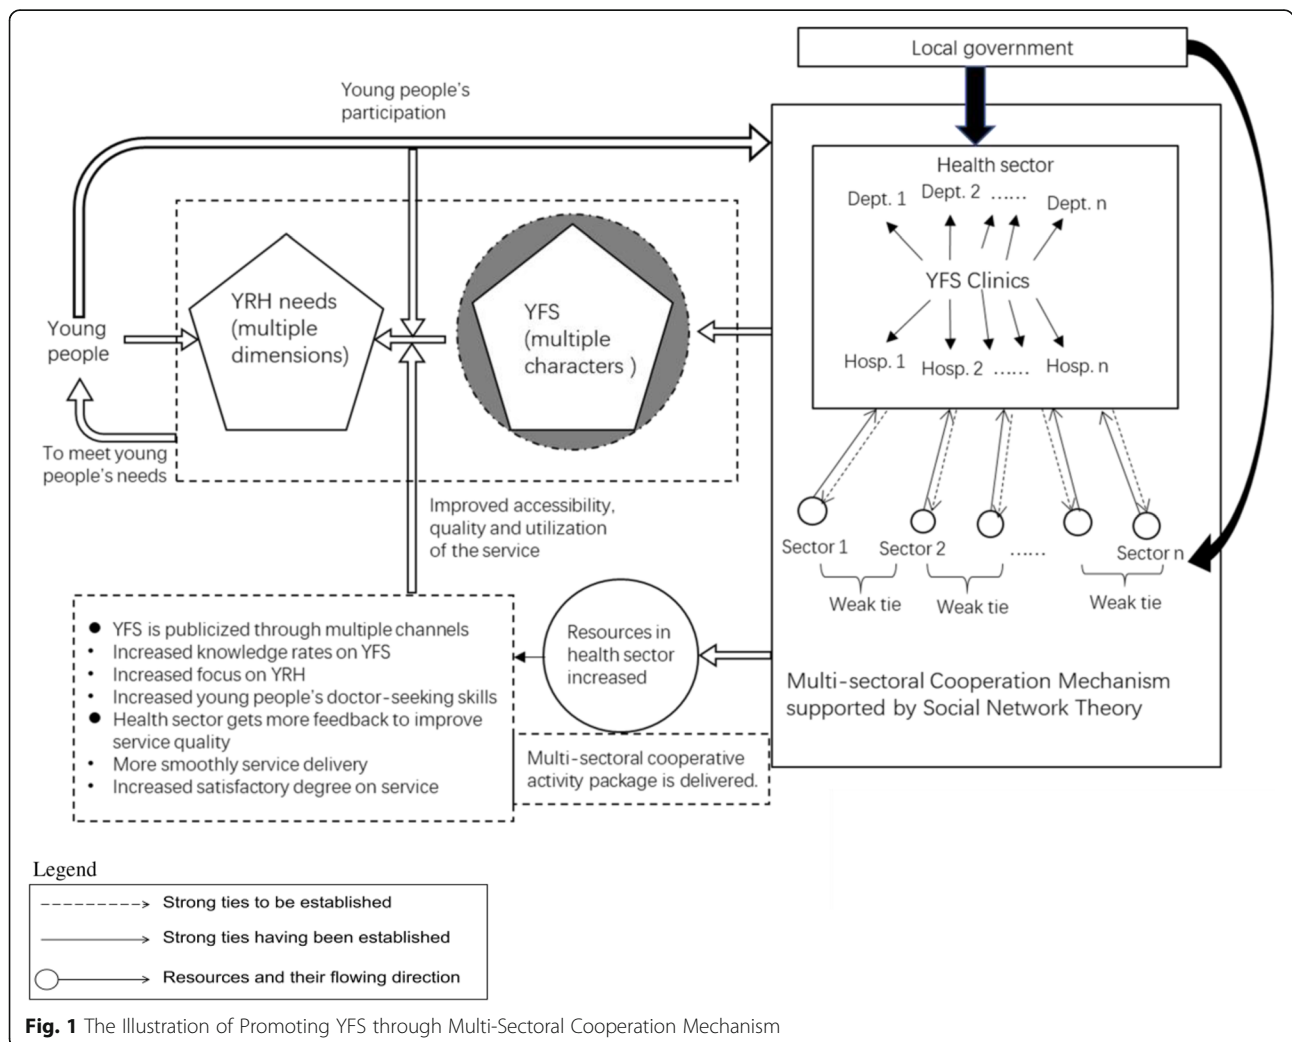 Local government
Young people's
participation
Health sector
Dept. 1
Dept. 2
......
Dept. n
YFS Clinics
Hosp. 1
Hosp. 2
......
Hosp. n
YRH needs
(multiple
dimensions)
YFS
(multiple
characters )
Young
people
To meet young
people's needs
Improved accessibility,
quality and utilization
of the service
Sector 1
Sector 2
......
Sector n
Weak tie
Weak tie
Weak tie
● YFS is publicized through multiple channels
• Increased knowledge rates on YFS
• Increased focus on YRH
• Increased young people's doctor-seeking skills
● Health sector gets more feedback to improve
service quality
• More smoothly service delivery
• Increased satisfactory degree on service
Resources in
health sector
increased
Multi-sectoral cooperative
activity package is delivered.
Multi-sectoral Cooperation Mechanism
supported by Social Network Theory
Legend
Strong ties to be established
Strong ties having been established
Resources and their flowing direction
Fig. 1 The Illustration of Promoting YFS through Multi-Sectoral Cooperation Mechanism